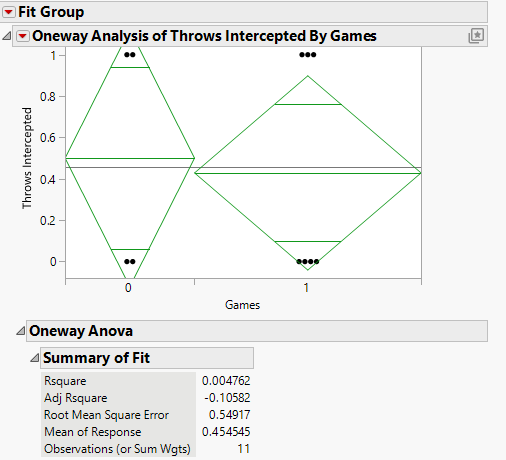 Fit Group
Oneway Analysis of Throws Intercepted By Games
1
0.8
0.6
0.4
0.2
0
Throws Intercepted
0 1
Games
Oneway Anova
Summary of Fit
Rsquare 0.004762
Adj Rsquare -0.10582
Root Mean Square Error 0.54917
Mean of Response 0.454545
Observations (or Sum Wgts) 11